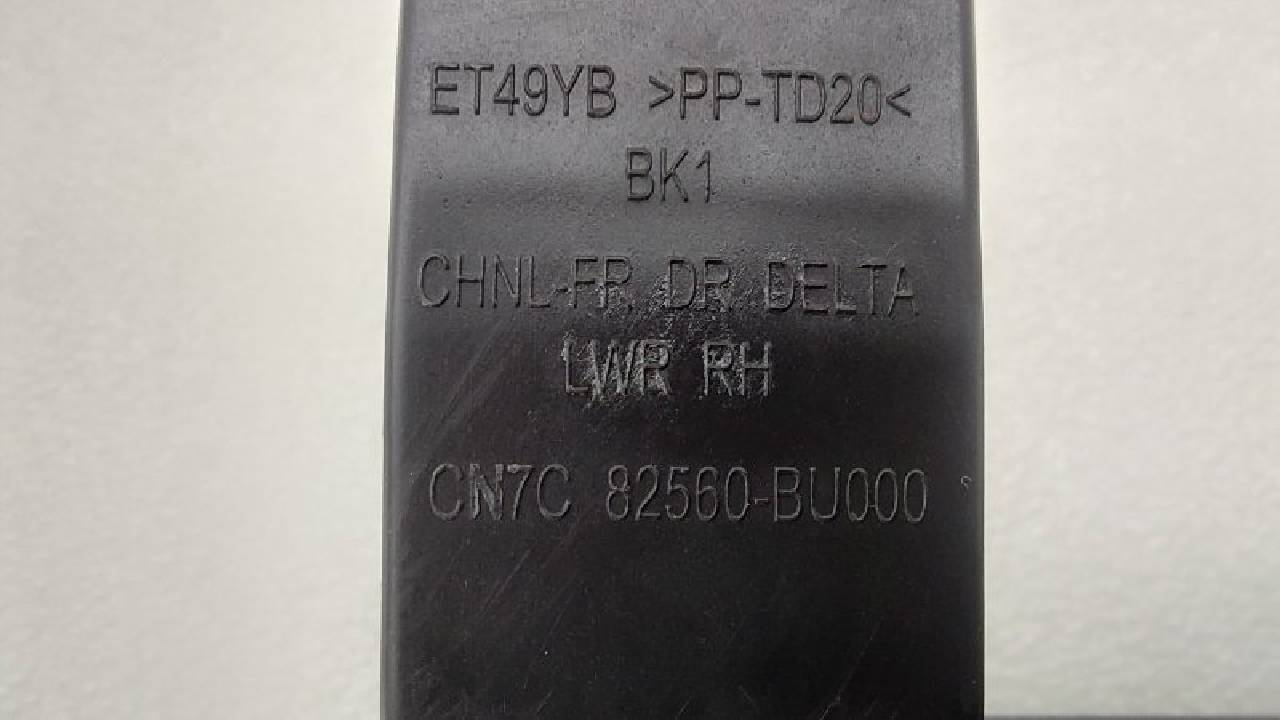 ET49YB >PP-TD20<
BK1
CHNL-FR DR DELTA
LWR RH
CN7C 82560-BU000